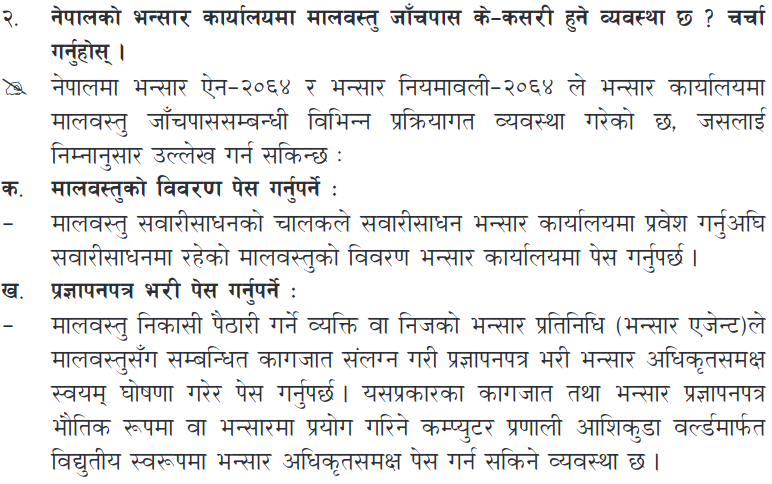 २. नेपालको भन्सार कार्यालयमा मालवस्तु जाँचपास के-कसरी हुने व्यवस्था छ ? चर्चा
गर्नुहोस् ।
✎ नेपालमा भन्सार ऐन-२०६४ र भन्सार नियमावली-२०६४ ले भन्सार कार्यालयमा
मालवस्तु जाँचपाससम्बन्धी विभिन्न प्रक्रियागत व्यवस्था गरेको छ, जसलाई
निम्नानुसार उल्लेख गर्न सकिन्छ :
क. मालवस्तुको विवरण पेस गर्नुपर्ने :
- मालवस्तु सवारीसाधनको चालकले सवारीसाधन भन्सार कार्यालयमा प्रवेश गर्नुअघि
सवारीसाधनमा रहेको मालवस्तुको विवरण भन्सार कार्यालयमा पेस गर्नुपर्छ ।
ख. प्रज्ञापनपत्र भरी पेस गर्नुपर्ने :
- मालवस्तु निकासी पैठारी गर्ने व्यक्ति वा निजको भन्सार प्रतिनिधि (भन्सार एजेन्ट)ले
मालवस्तुसँग सम्बन्धित कागजात संलग्न गरी प्रज्ञापनपत्र भरी भन्सार अधिकृतसमक्ष
स्वयम् घोषणा गरेर पेस गर्नुपर्छ । यसप्रकारका कागजात तथा भन्सार प्रज्ञापनपत्र
भौतिक रूपमा वा भन्सारमा प्रयोग गरिने कम्प्युटर प्रणाली आशिकुडा वर्ल्डमार्फत
विद्युतीय स्वरूपमा भन्सार अधिकृतसमक्ष पेस गर्न सकिने व्यवस्था छ ।